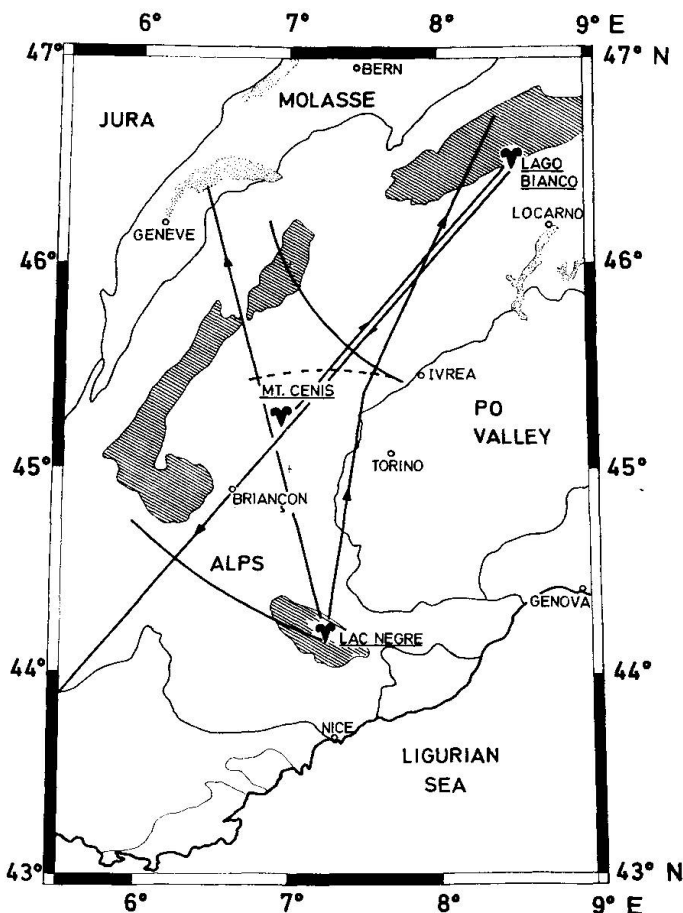 6° 7° 8° 9° E
47° 47° N
BERN
MOLASSE
JURA
LAGO
BIANCO
LOCARNO
GENEVE
46° 46°
IVREA
MT. CENIS
PO
VALLEY
TORINO
45° 45°
BRIANÇON
ALPS
GENOVA
LAC NEGRE
44° 44°
NICE
LIGURIAN
SEA
43° 43° N
6° 7° 8° 9° E